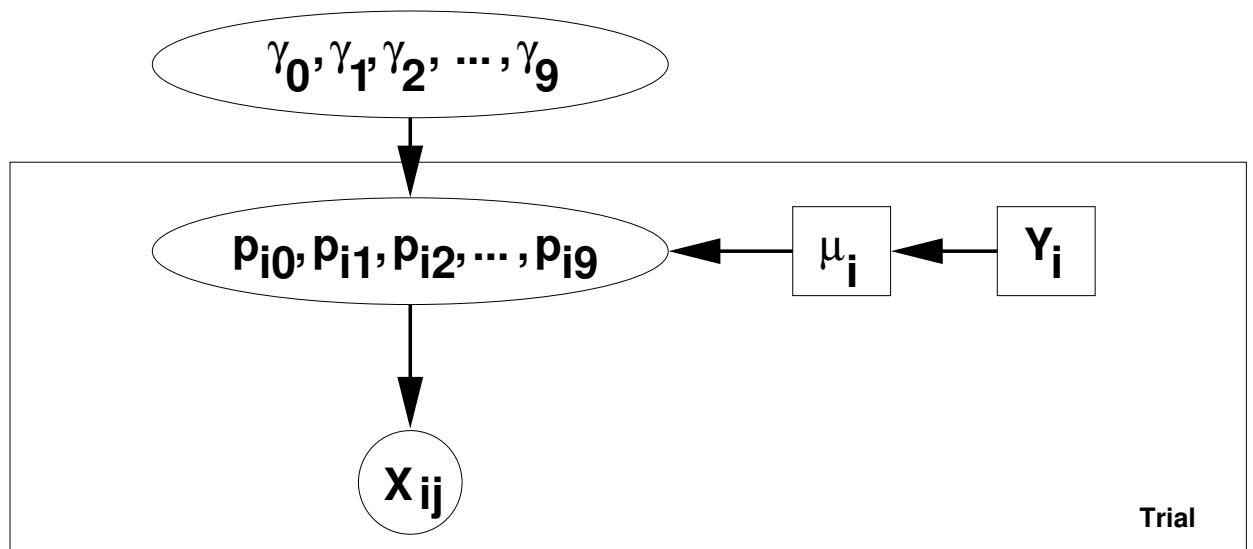 γ0,γ1,γ2, ... ,γ9
pi0,pi1,pi2,... ,pi9
μi
Yi
Xij
Trial